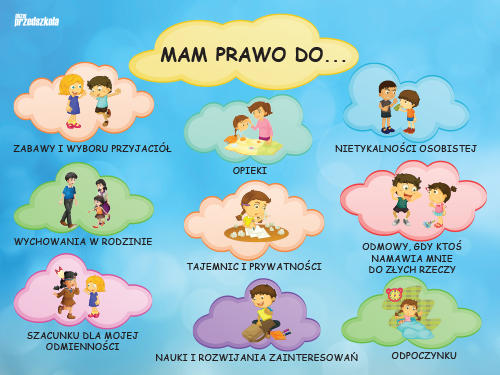 nasze
przedszkola
MAM PRAWO DO...
ZABAWY I WYBORU PRZYJACIÓŁ
OPIEKI
NIETYKALNOŚCI OSOBISTEJ
WYCHOWANIA W RODZINIE
TAJEMNIC I PRYWATNOŚCI
ODMOWY, GDY KTOŚ
NAMAWIA MNIE
DO ZŁYCH RZECZY
SZACUNKU DLA MOJEJ
ODMIENNOŚCI
NAUKI I ROZWIJANIA ZAINTERESOWAŃ
ODPOCZYNKU